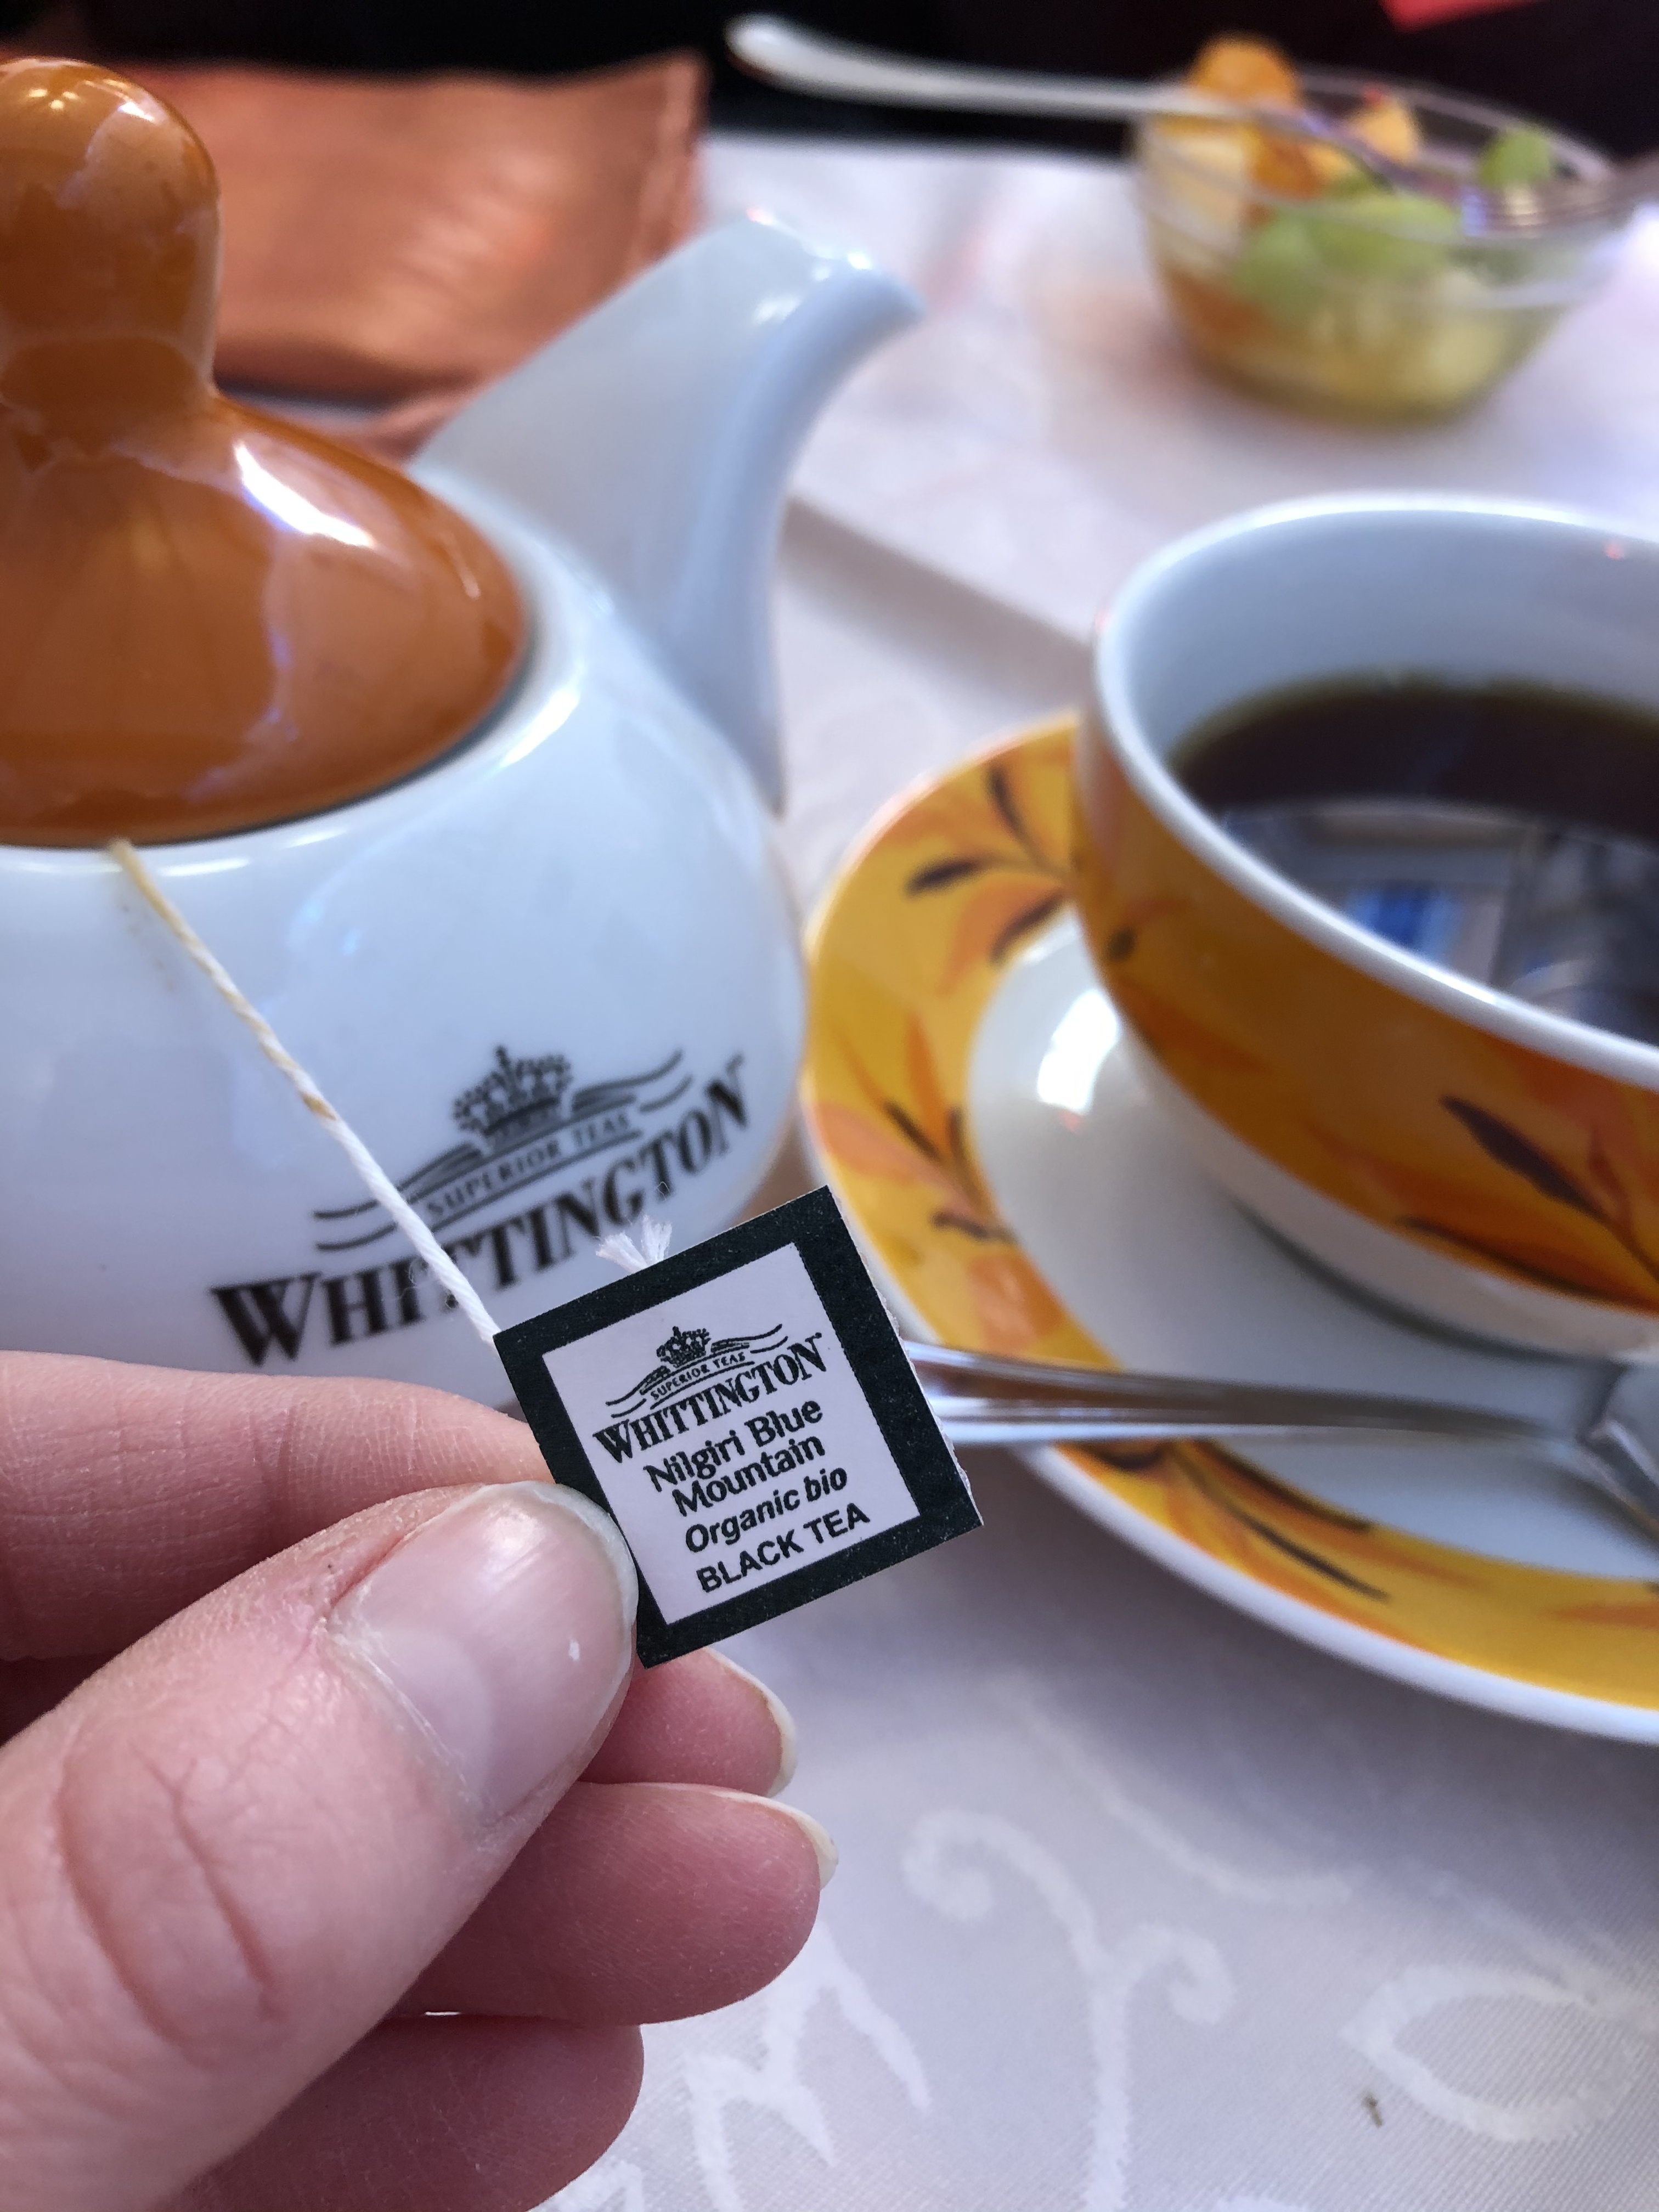 SUPERIOR TEAS
WHITTINGTON
SUPERIOR TEAS
WHITTINGTON
Nilgiri Blue
Mountain
Organic bio
BLACK TEA